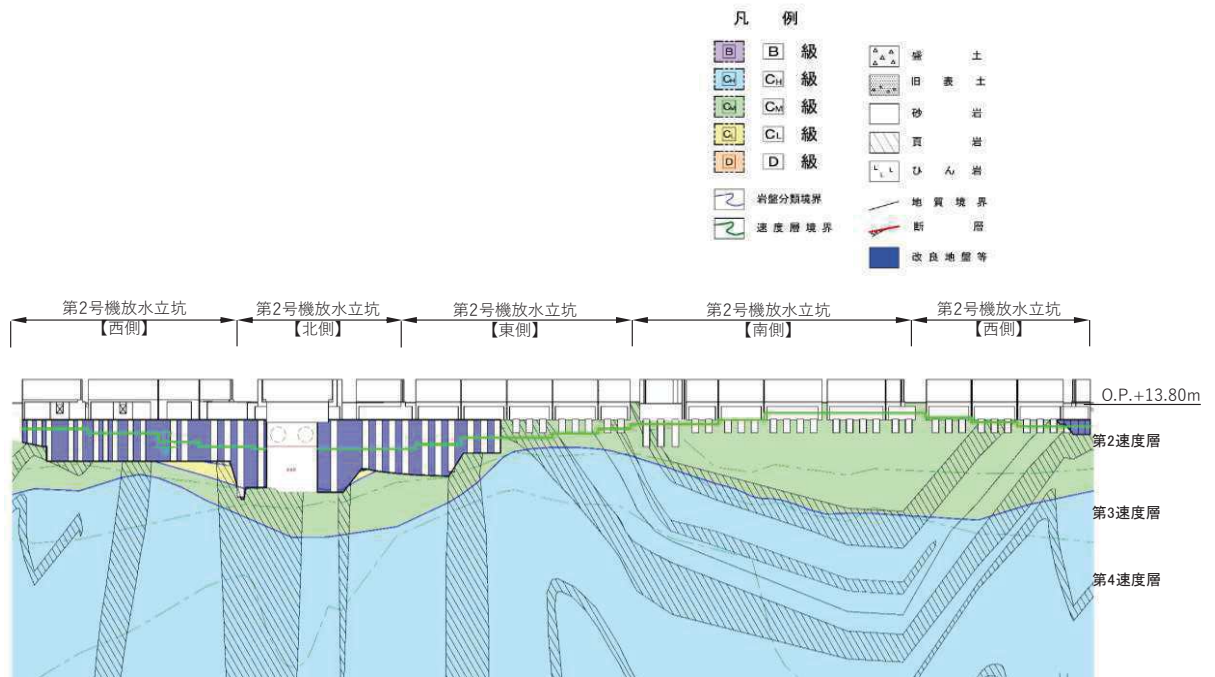 凡 例
B B 級
CH CH 級
CM CM 級
CL CL 級
D D 級
岩盤分類境界
速度層境界
盛土
旧表土
砂岩
頁岩
ひん岩
地質境界
断層
改良地盤等
第2号機放水立坑
【西側】
第2号機放水立坑
【北側】
第2号機放水立坑
【東側】
第2号機放水立坑
【南側】
第2号機放水立坑
【西側】
O.P.+13.80m
第2速度層
第3速度層
第4速度層